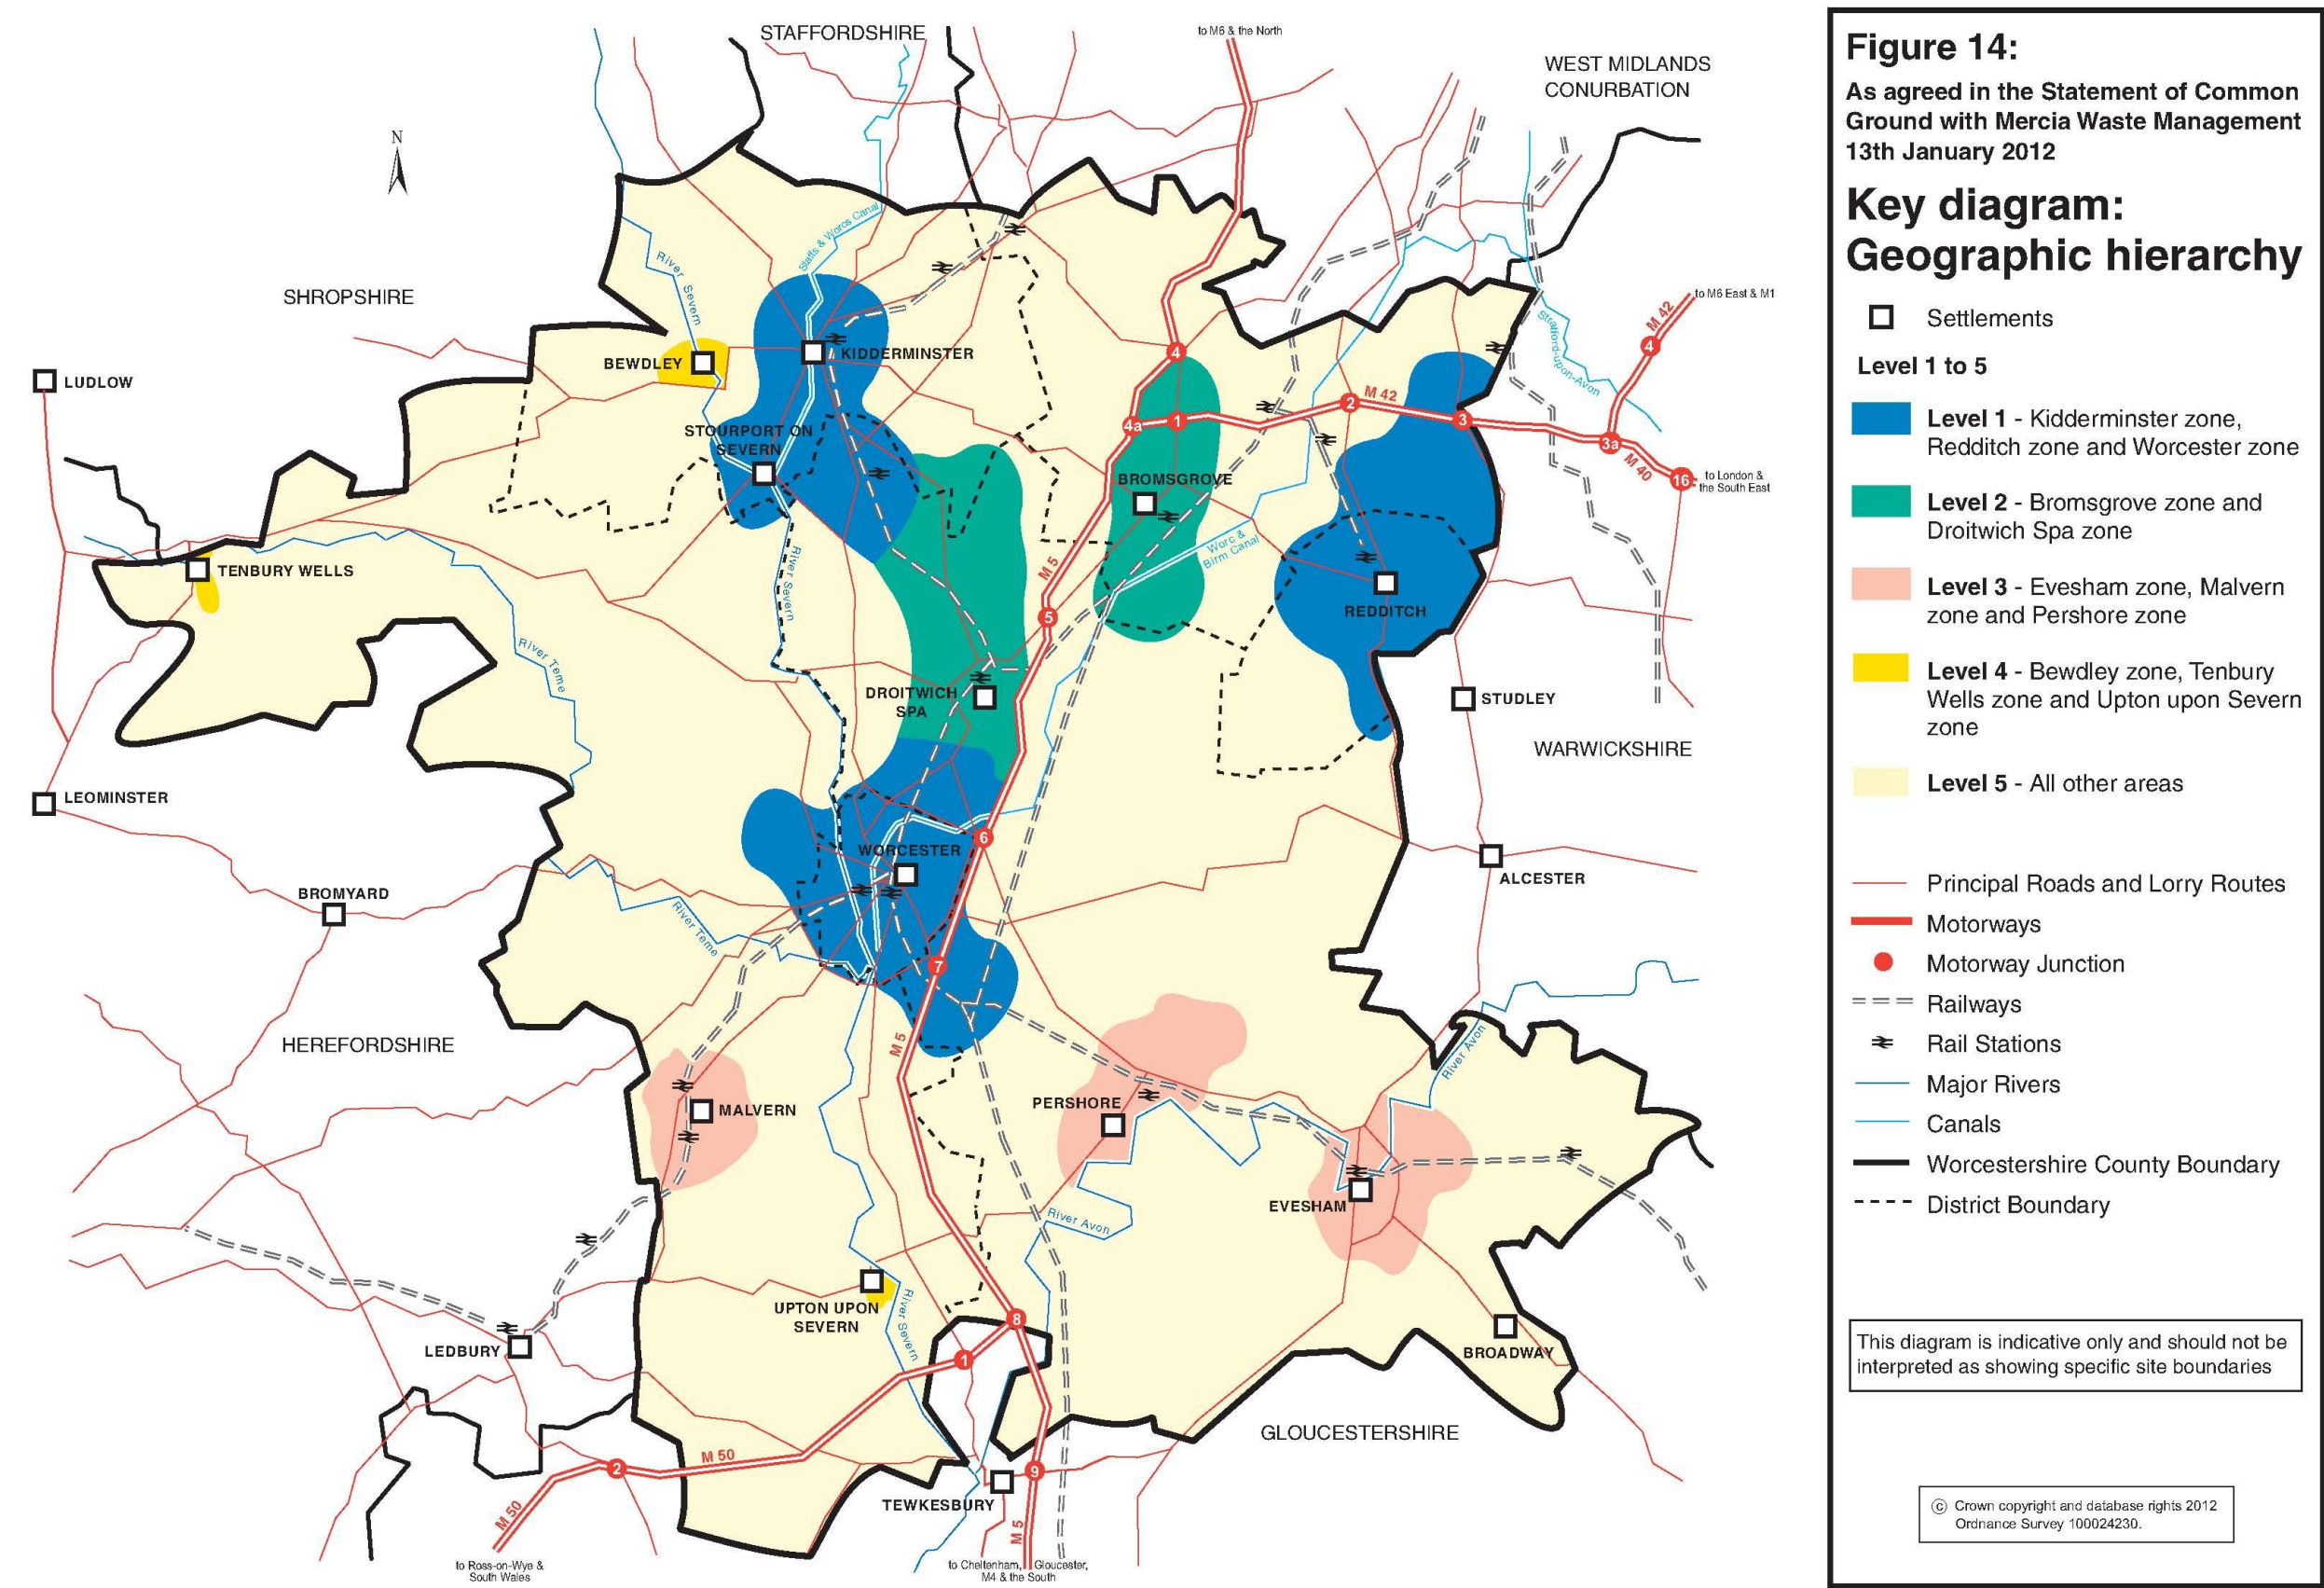 STAFFORDSHIRE
to M6 & the North
WEST MIDLANDS
CONURBATION
N
Staffs & Worcs Canal
River Severn
SHROPSHIRE
to M6 East & M1
M 42
4
Stratford-upon-Avon
4
KIDDERMINSTER
BEWDLEY
LUDLOW
M 42
2
3
4a
1
3a
M 40
16
to London &
the South East
STOURPORT ON
SEVERN
BROMSGROVE
Worc &
Birm Canal
River Severn
M 5
TENBURY WELLS
REDDITCH
5
River Teme
DROITWICH
SPA
STUDLEY
WARWICKSHIRE
LEOMINSTER
6
WORCESTER
ALCESTER
BROMYARD
River Teme
7
HEREFORDSHIRE
M 5
River Avon
MALVERN
PERSHORE
EVESHAM
River Avon
UPTON UPON
SEVERN
River Severn
8
1
LEDBURY
BROADWAY
GLOUCESTERSHIRE
M 50
2
9
M 50
TEWKESBURY
M 5
to Ross-on-Wye &
South Wales
to Cheltenham, Gloucester,
M4 & the South
Figure 14:
As agreed in the Statement of Common
Ground with Mercia Waste Management
13th January 2012
Key diagram:
Geographic hierarchy
Settlements
Level 1 to 5
Level 1 - Kidderminster zone,
Redditch zone and Worcester zone
Level 2 - Bromsgrove zone and
Droitwich Spa zone
Level 3 - Evesham zone, Malvern
zone and Pershore zone
Level 4 - Bewdley zone, Tenbury
Wells zone and Upton upon Severn
zone
Level 5 - All other areas
Principal Roads and Lorry Routes
Motorways
Motorway Junction
Railways
Rail Stations
Major Rivers
Canals
Worcestershire County Boundary
District Boundary
This diagram is indicative only and should not be
interpreted as showing specific site boundaries
© Crown copyright and database rights 2012
Ordnance Survey 100024230.